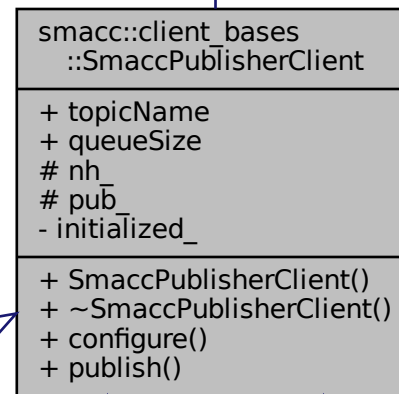 smacc::client_bases
::SmaccPublisherClient
+ topicName
+ queueSize
# nh_
# pub_
- initialized_
+ SmaccPublisherClient()
+ ~SmaccPublisherClient()
+ configure()
+ publish()